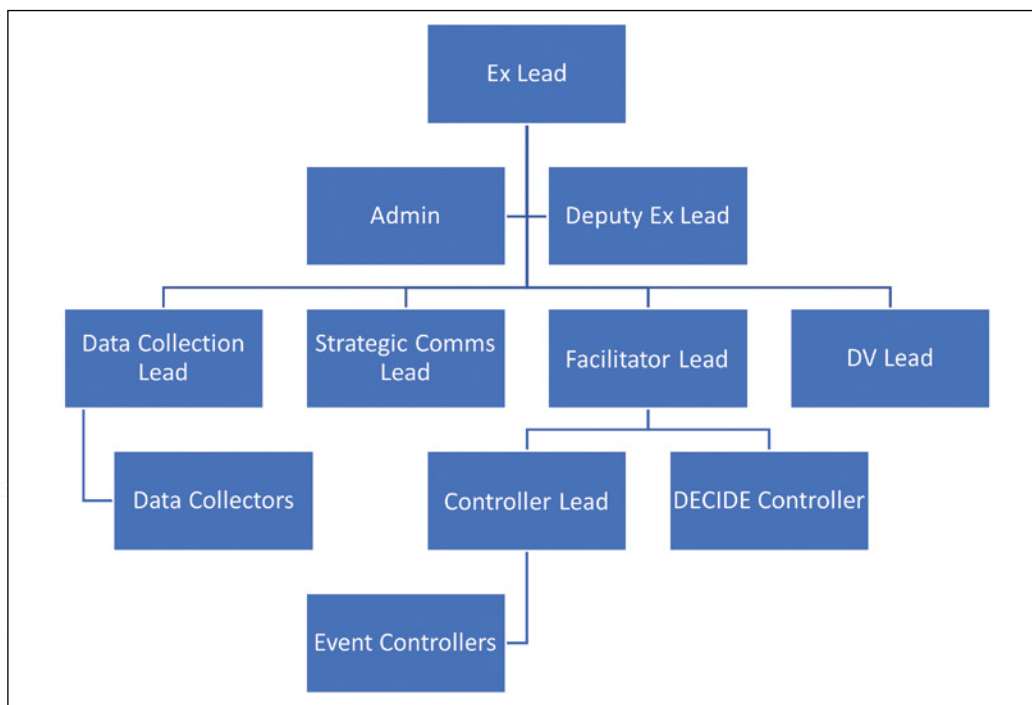 Ex Lead
Admin
Deputy Ex Lead
Data Collection
Lead
Strategic Comms
Lead
Facilitator Lead
DV Lead
Data Collectors
Controller Lead
DECIDE Controller
Event Controllers